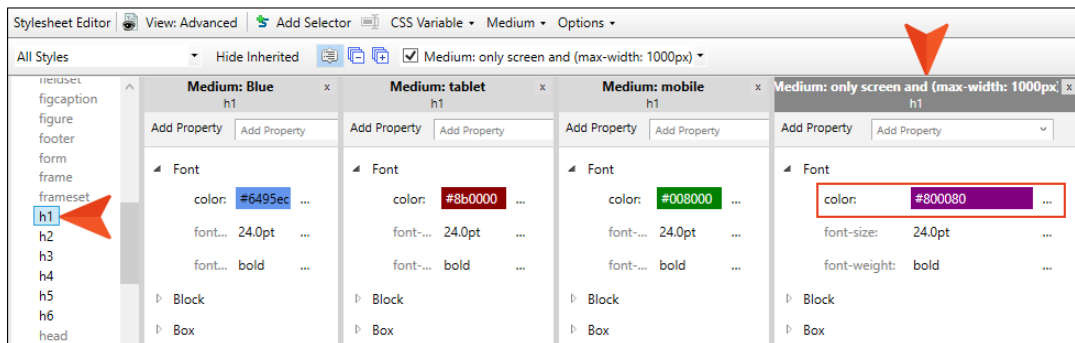 Stylesheet Editor View: Advanced Add Selector CSS Variable Medium Options
All Styles Hide Inherited Medium: only screen and (max-width: 1000px)
fieldset
figcaption
figure
footer
form
frame
frameset
h1
h2
h3
h4
h5
h6
head
Medium: Blue x
h1
Add Property Add Property
Font
color: #6495ec ...
font... 24.0pt ...
font... bold ...
Block
Box
Medium: tablet x
h1
Add Property Add Property
Font
color: #8b0000 ...
font-... 24.0pt ...
font-... bold ...
Block
Box
Medium: mobile x
h1
Add Property Add Property
Font
color: #008000 ...
font-... 24.0pt ...
font-... bold ...
Block
Box
Medium: only screen and (max-width: 1000px) x
h1
Add Property Add Property
Font
color: #800080 ...
font-size: 24.0pt ...
font-weight: bold ...
Block
Box